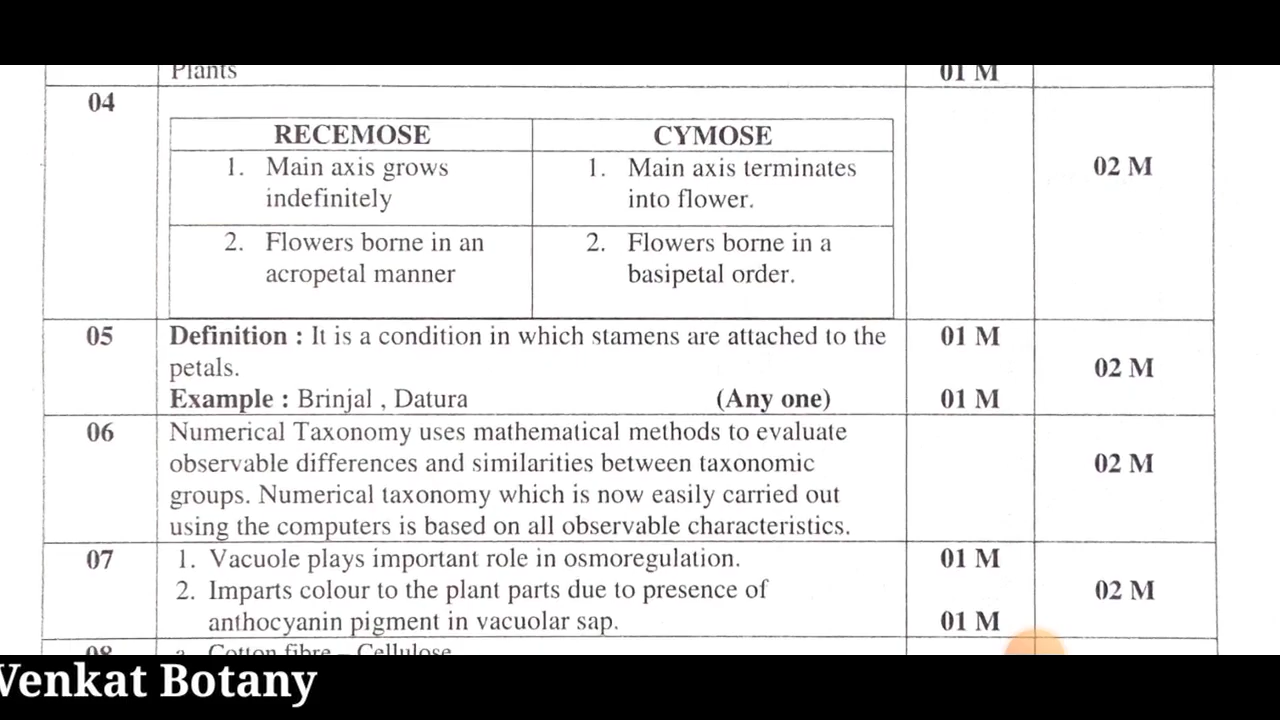 Plants
01 M
04
RECEMOSE
CYMOSE
1. Main axis grows
indefinitely
1. Main axis terminates
into flower.
02 M
2. Flowers borne in an
acropetal manner
2. Flowers borne in a
basipetal order.
05
Definition : It is a condition in which stamens are attached to the
01 M
petals.
02 M
Example : Brinjal , Datura (Any one)
01 M
06
Numerical Taxonomy uses mathematical methods to evaluate
observable differences and similarities between taxonomic
02 M
groups. Numerical taxonomy which is now easily carried out
using the computers is based on all observable characteristics.
07
1. Vacuole plays important role in osmoregulation.
01 M
2. Imparts colour to the plant parts due to presence of
02 M
anthocyanin pigment in vacuolar sap.
01 M
08
a. Cotton fibre – Cellulose
Venkat Botany